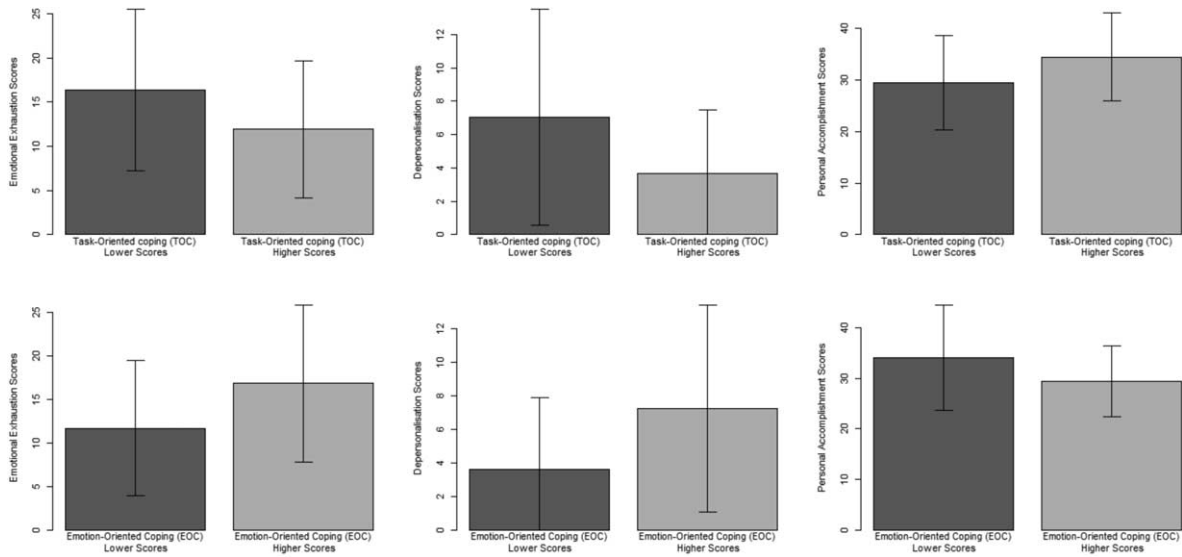 Emotional Exhaustion Scores
0
5
10
15
20
25
Task-Oriented coping (TOC)
Lower Scores
Task-Oriented coping (TOC)
Higher Scores
Depersonalisation Scores
0
2
4
6
8
10
12
Task-Oriented coping (TOC)
Lower Scores
Task-Oriented coping (TOC)
Higher Scores
Personal Accomplishment Scores
0
10
20
30
40
Task-Oriented coping (TOC)
Lower Scores
Task-Oriented coping (TOC)
Higher Scores
Emotional Exhaustion Scores
0
5
10
15
20
25
Emotion-Oriented Coping (EOC)
Lower Scores
Emotion-Oriented Coping (EOC)
Higher Scores
Depersonalisation Scores
0
2
4
6
8
10
12
Emotion-Oriented Coping (EOC)
Lower Scores
Emotion-Oriented Coping (EOC)
Higher Scores
Personal Accomplishment Scores
0
10
20
30
40
Emotion-Oriented Coping (EOC)
Lower Scores
Emotion-Oriented Coping (EOC)
Higher Scores